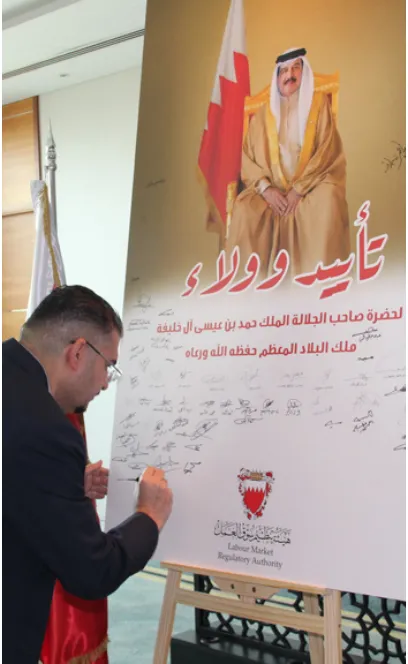 تأييد وولاء
لحضرة صاحب الجلالة الملك حمد بن عيسى آل خليفة
ملك البلاد المعظم حفظه الله ورعاه
هيئة تنظيم سوق العمل
Labour Market
Regulatory Authority